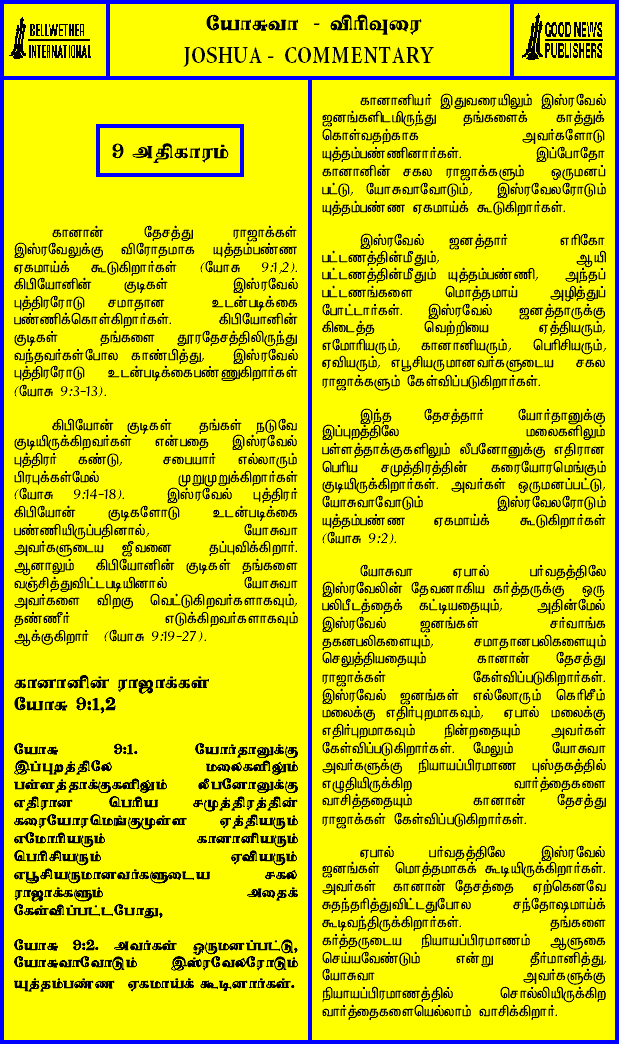 BELLWETHER
INTERNATIONAL
யோசுவா - விரிவுரை
JOSHUA - COMMENTARY
GOOD NEWS
PUBLISHERS
9 அதிகாரம்
கானான் தேசத்து ராஜாக்கள்
இஸ்ரவேலுக்கு விரோதமாக யுத்தம்பண்ண
ஏகமாய்க் கூடுகிறார்கள் (யோசு 9:1,2).
கிபியோனின் குடிகள் இஸ்ரவேல்
புத்திரரோடு சமாதான உடன்படிக்கை
பண்ணிக்கொள்கிறார்கள். கிபியோனின்
குடிகள் தங்களை தூரதேசத்திலிருந்து
வந்தவர்கள்போல காண்பித்து, இஸ்ரவேல்
புத்திரரோடு உடன்படிக்கைபண்ணுகிறார்கள்
(யோசு 9:3-13).
கிபியோன் குடிகள் தங்கள் நடுவே
குடியிருக்கிறவர்கள் என்பதை இஸ்ரவேல்
புத்திரர் கண்டு, சபையார் எல்லாரும்
பிரபுக்கள்மேல் முறுமுறுக்கிறார்கள்
(யோசு 9:14-18). இஸ்ரவேல் புத்திரர்
கிபியோன் குடிகளோடு உடன்படிக்கை
பண்ணியிருப்பதினால், யோசுவா
அவர்களுடைய ஜீவனை தப்புவிக்கிறார்.
ஆனாலும் கிபியோனின் குடிகள் தங்களை
வஞ்சித்துவிட்டபடியினால் யோசுவா
அவர்களை விறகு வெட்டுகிறவர்களாகவும்,
தண்ணீர் எடுக்கிறவர்களாகவும்
ஆக்குகிறார் (யோசு 9:19-27).
கானானின் ராஜாக்கள்
யோசு 9:1,2
யோசு 9:1. யோர்தானுக்கு
இப்புறத்திலே மலைகளிலும்
பள்ளத்தாக்குகளிலும் லீபனோனுக்கு
எதிரான பெரிய சமுத்திரத்தின்
கரையோரமெங்குமுள்ள ஏத்தியரும்
எமோரியரும் கானானியரும்
பெரிசியரும் ஏவியரும்
எபூசியருமானவர்களுடைய சகல
ராஜாக்களும் அதைக்
கேள்விப்பட்டபோது,
யோசு 9:2. அவர்கள் ஒருமனப்பட்டு,
யோசுவாவோடும் இஸ்ரவேலரோடும்
யுத்தம்பண்ண ஏகமாய்க் கூடினார்கள்.
கானானியர் இதுவரையிலும் இஸ்ரவேல்
ஜனங்களிடமிருந்து தங்களைக் காத்துக்
கொள்வதற்காக அவர்களோடு
யுத்தம்பண்ணினார்கள். இப்போதோ
கானானின் சகல ராஜாக்களும் ஒருமனப்
பட்டு, யோசுவாவோடும், இஸ்ரவேலரோடும்
யுத்தம்பண்ண ஏகமாய்க் கூடுகிறார்கள்.
இஸ்ரவேல் ஜனத்தார் எரிகோ
பட்டணத்தின்மீதும், ஆயி
பட்டணத்தின்மீதும் யுத்தம்பண்ணி, அந்தப்
பட்டணங்களை மொத்தமாய் அழித்துப்
போட்டார்கள். இஸ்ரவேல் ஜனத்தாருக்கு
கிடைத்த வெற்றியை ஏத்தியரும்,
எமோரியரும், கானானியரும், பெரிசியரும்,
ஏவியரும், எபூசியருமானவர்களுடைய சகல
ராஜாக்களும் கேள்விப்படுகிறார்கள்.
இந்த தேசத்தார் யோர்தானுக்கு
இப்புறத்திலே மலைகளிலும்
பள்ளத்தாக்குகளிலும் லீபனோனுக்கு எதிரான
பெரிய சமுத்திரத்தின் கரையோரமெங்கும்
குடியிருக்கிறார்கள். அவர்கள் ஒருமனப்பட்டு,
யோசுவாவோடும் இஸ்ரவேலரோடும்
யுத்தம்பண்ண ஏகமாய்க் கூடுகிறார்கள்
(யோசு 9:2).
யோசுவா ஏபால் பர்வதத்திலே
இஸ்ரவேலின் தேவனாகிய கர்த்தருக்கு ஒரு
பலிபீடத்தைக் கட்டியதையும், அதின்மேல்
இஸ்ரவேல் ஜனங்கள் சர்வாங்க
தகனபலிகளையும், சமாதானபலிகளையும்
செலுத்தியதையும் கானான் தேசத்து
ராஜாக்கள் கேள்விப்படுகிறார்கள்.
இஸ்ரவேல் ஜனங்கள் எல்லோரும் கெரிசீம்
மலைக்கு எதிர்புறமாகவும், ஏபால் மலைக்கு
எதிர்புறமாகவும் நின்றதையும் அவர்கள்
கேள்விப்படுகிறார்கள். மேலும் யோசுவா
அவர்களுக்கு நியாயப்பிரமாண புஸ்தகத்தில்
எழுதியிருக்கிற வார்த்தைகளை
வாசித்ததையும் கானான் தேசத்து
ராஜாக்கள் கேள்விப்படுகிறார்கள்.
ஏபால் பர்வதத்திலே இஸ்ரவேல்
ஜனங்கள் மொத்தமாகக் கூடியிருக்கிறார்கள்.
அவர்கள் கானான் தேசத்தை ஏற்கெனவே
சுதந்தரித்துவிட்டதுபோல சந்தோஷமாய்க்
கூடிவந்திருக்கிறார்கள். தங்களை
கர்த்தருடைய நியாயப்பிரமாணம் ஆளுகை
செய்யவேண்டும் என்று தீர்மானித்து,
யோசுவா அவர்களுக்கு
நியாயப்பிரமாணத்தில் சொல்லியிருக்கிற
வார்த்தைகளையெல்லாம் வாசிக்கிறார்.